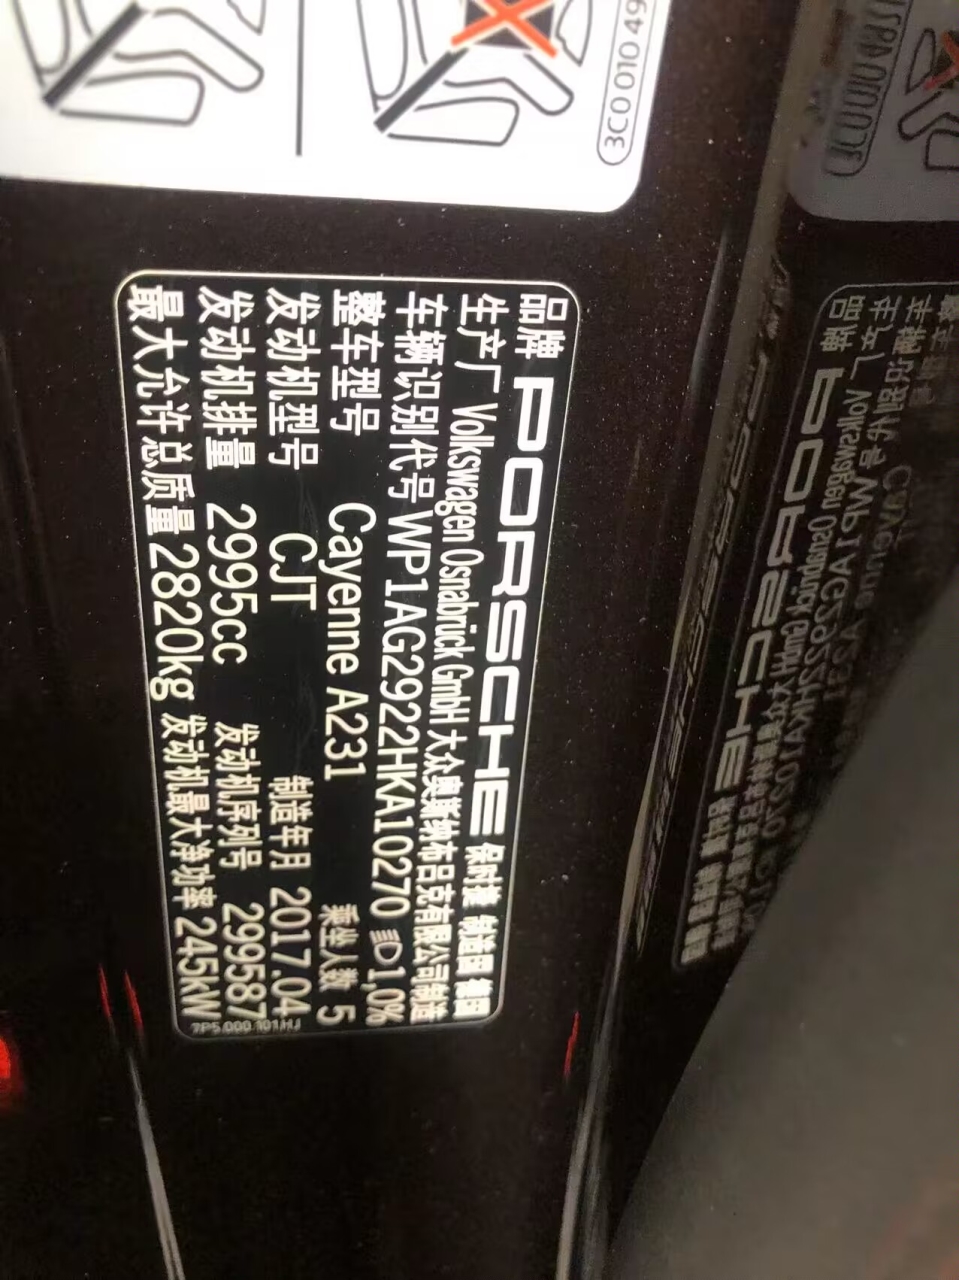 3C0 010 49
品牌 PORSCHE 保时捷 制造国 德国
生产厂 Volkswagen Osnabrück GmbH 大众奥斯纳布吕克有限公司制造
车辆识别代号 WP1AG2922HKA10270 1,0%
整车型号 Cayenne A231 乘坐人数 5
发动机型号 CJT 制造年月 2017.04
发动机排量 2995cc 发动机序列号 299587
最大允许总质量 2820kg 发动机最大净功率 245kW
7P5.000.101.HJ